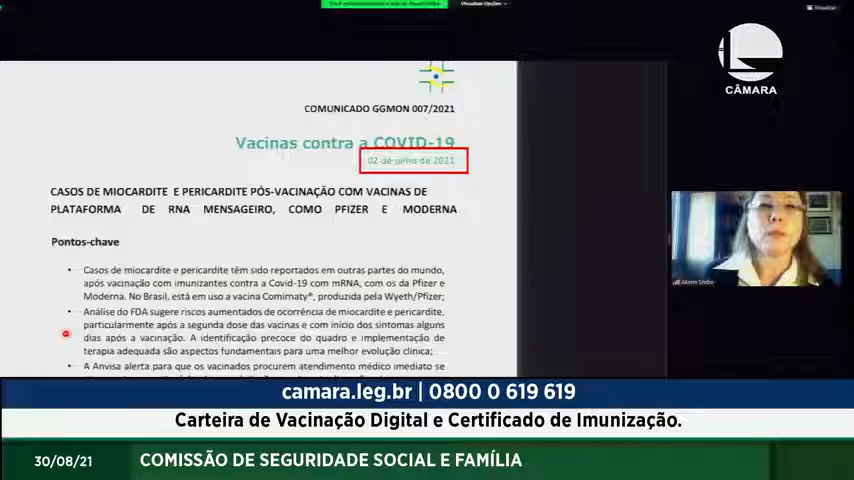 Visualizar Opções
Visualizar
CÂMARA
COMUNICADO GGMON 007/2021
Vacinas contra a COVID-19
02 de julho de 2021
CASOS DE MIOCARDITE E PERICARDITE PÓS-VACINAÇÃO COM VACINAS DE
PLATAFORMA DE RNA MENSAGEIRO, COMO PFIZER E MODERNA
Pontos-chave
• Casos de miocardite e pericardite têm sido reportados em outras partes do mundo,
após vacinação com imunizantes contra a Covid-19 com mRNA, com os da Pfizer e
Moderna. No Brasil, está em uso a vacina Comirnaty®, produzida pela Wyeth/Pfizer;
• Análise do FDA sugere riscos aumentados de ocorrência de miocardite e pericardite,
particularmente após a segunda dose das vacinas e com início dos sintomas alguns
dias após a vacinação. A identificação precoce do quadro e implementação de
terapia adequada são aspectos fundamentais para uma melhor evolução clínica;
• A Anvisa alerta para que os vacinados procurem atendimento médico imediato se
camara.leg.br | 0800 0 619 619
Carteira de Vacinação Digital e Certificado de Imunização.
30/08/21
COMISSÃO DE SEGURIDADE SOCIAL E FAMÍLIA